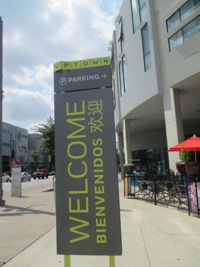 UPTOWN
P PARKING →
WELCOME
BIENVENIDOS 欢迎